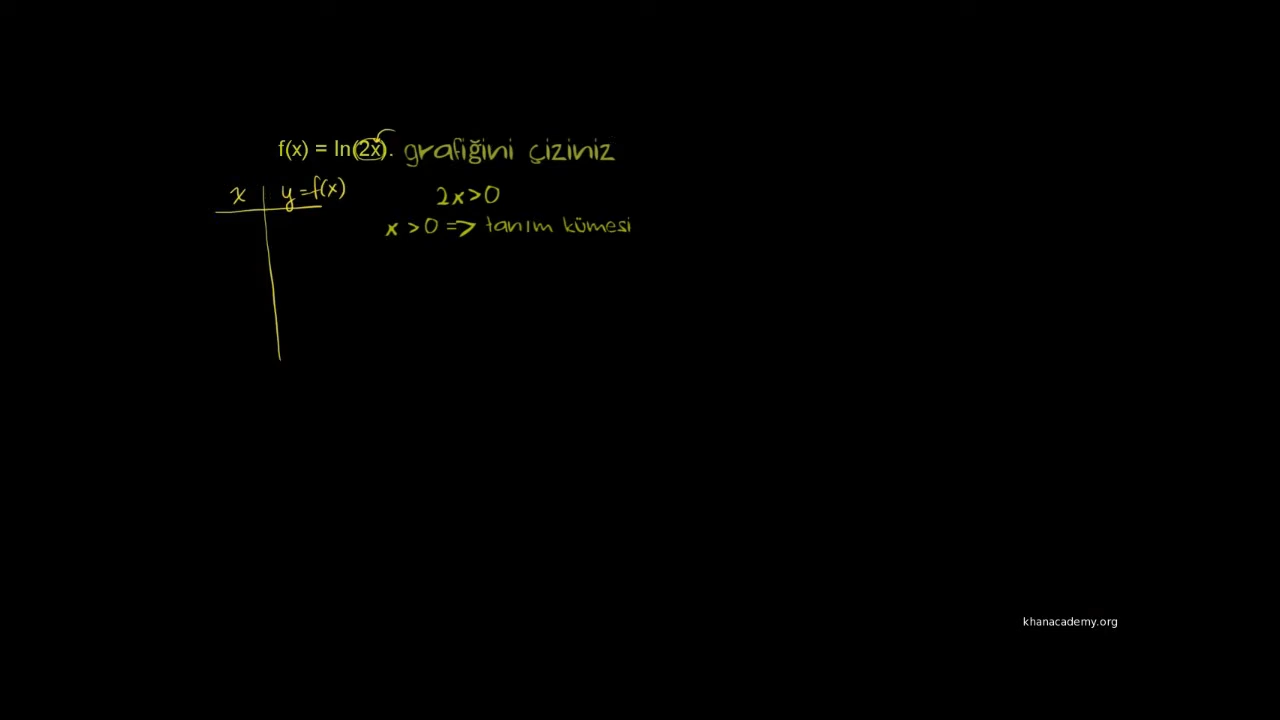 f(x) = ln(2x). grafiğini çiziniz
x y = f(x) 2x > 0
x > 0 => tanım kümesi
khanacademy.org